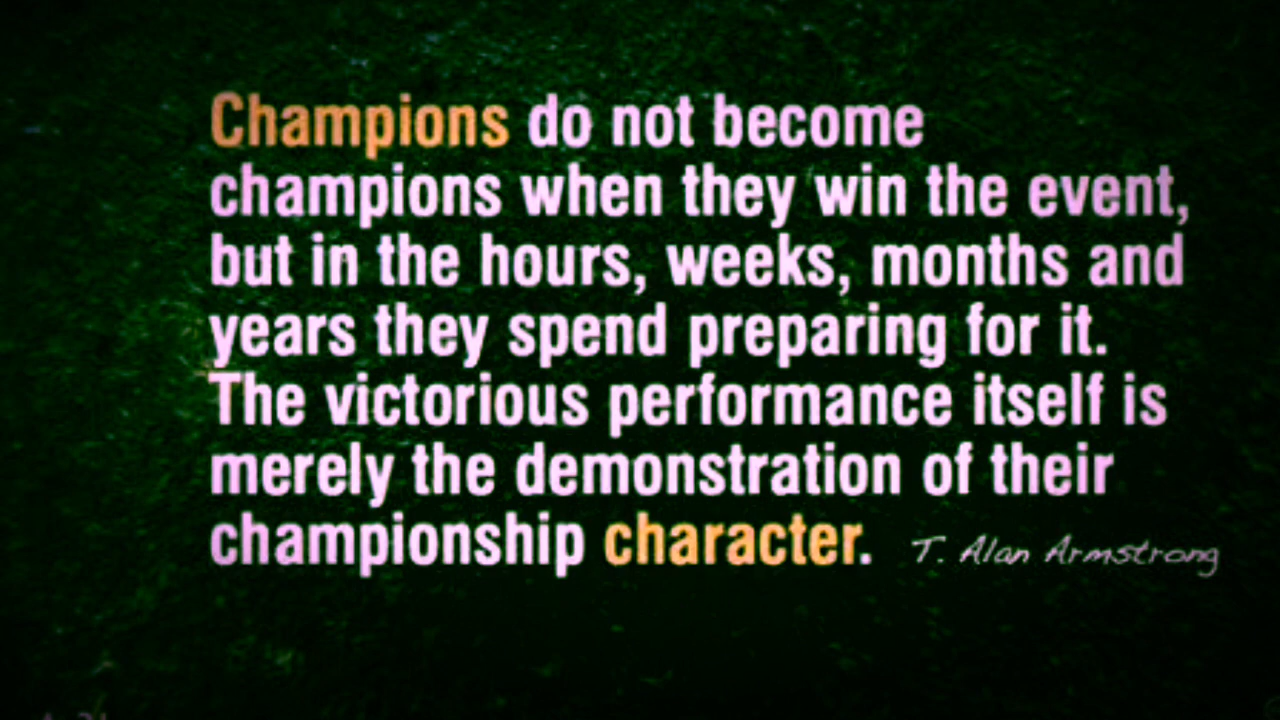 Champions do not become
champions when they win the event,
but in the hours, weeks, months and
years they spend preparing for it.
The victorious performance itself is
merely the demonstration of their
championship character. T. Alan Armstrong